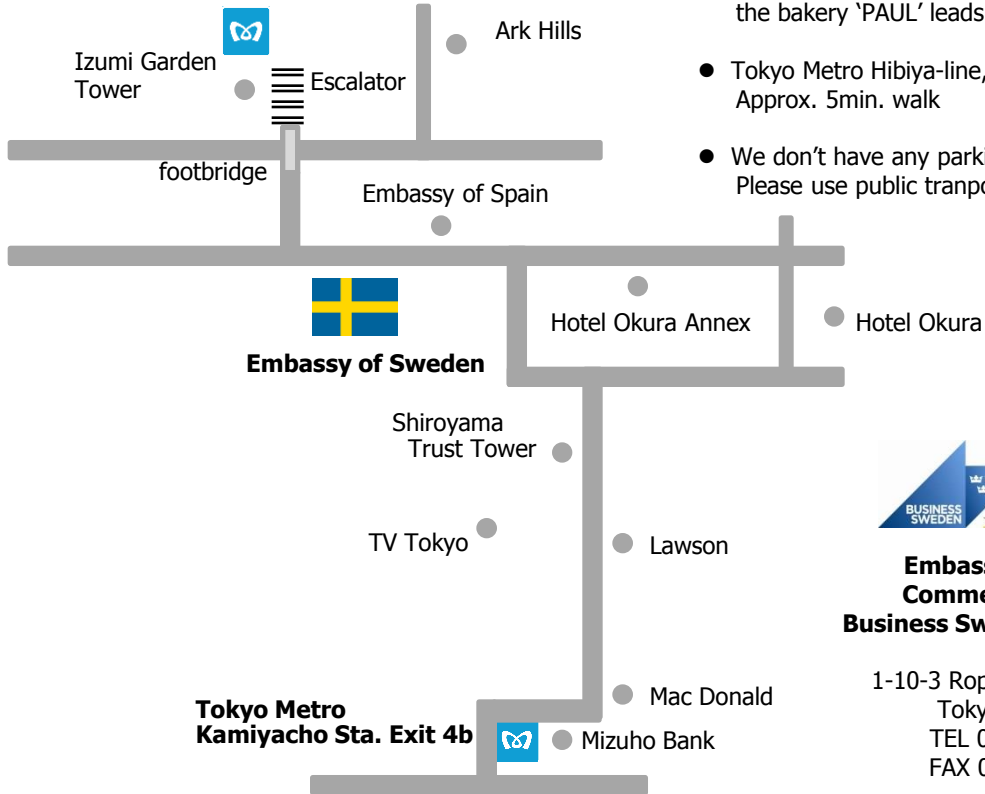 the bakery ‘PAUL’ leads
Ark Hills
Izumi Garden
Tower
Escalator
● Tokyo Metro Hibiya-line,
Approx. 5min. walk
footbridge
● We don’t have any parki
Please use public tranpo
Embassy of Spain
Hotel Okura Annex
Hotel Okura
Embassy of Sweden
Shiroyama
Trust Tower
TV Tokyo
Lawson
BUSINESS
SWEDEN
Embass
Comme
Business Sw
1-10-3 Rop
Toky
TEL 0
FAX 0
Mac Donald
Tokyo Metro
Kamiyacho Sta. Exit 4b
Mizuho Bank